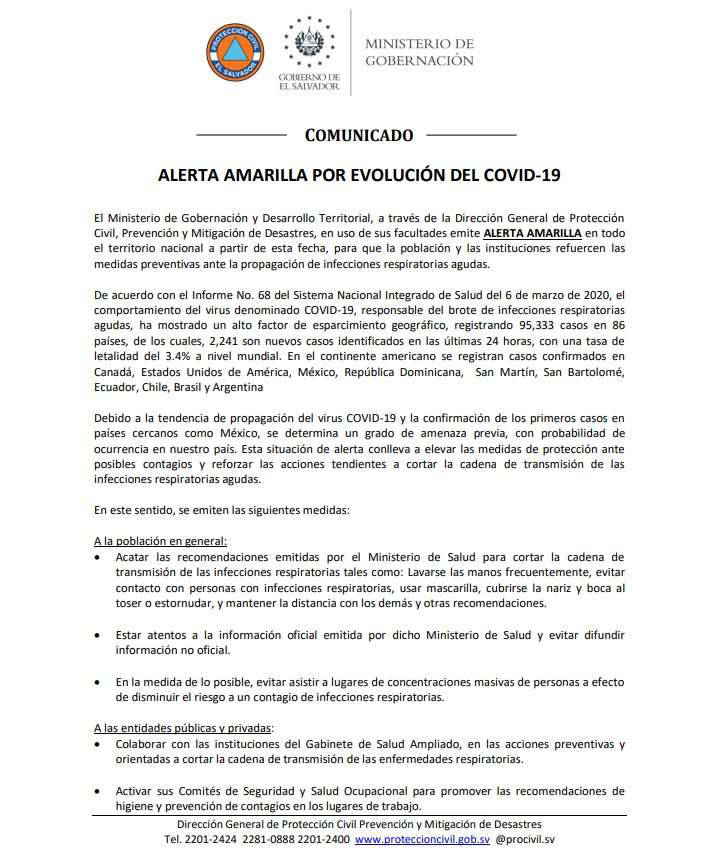 PROTECCIÓN CIVIL
EL SALVADOR
GOBIERNO DE
EL SALVADOR
MINISTERIO DE
GOBERNACIÓN
COMUNICADO
ALERTA AMARILLA POR EVOLUCIÓN DEL COVID-19
El Ministerio de Gobernación y Desarrollo Territorial, a través de la Dirección General de Protección
Civil, Prevención y Mitigación de Desastres, en uso de sus facultades emite ALERTA AMARILLA en todo
el territorio nacional a partir de esta fecha, para que la población y las instituciones refuercen las
medidas preventivas ante la propagación de infecciones respiratorias agudas.
De acuerdo con el Informe No. 68 del Sistema Nacional Integrado de Salud del 6 de marzo de 2020, el
comportamiento del virus denominado COVID-19, responsable del brote de infecciones respiratorias
agudas, ha mostrado un alto factor de esparcimiento geográfico, registrando 95,333 casos en 86
países, de los cuales, 2,241 son nuevos casos identificados en las últimas 24 horas, con una tasa de
letalidad del 3.4% a nivel mundial. En el continente americano se registran casos confirmados en
Canadá, Estados Unidos de América, México, República Dominica, San Martín, San Bartolomé,
Ecuador, Chile, Brasil y Argentina
Debido a la tendencia de propagación del virus COVID-19 y la confirmación de los primeros casos en
países cercanos como México, se determina un grado de amenaza previa, con probabilidad de
ocurrencia en nuestro país. Esta situación de alerta conlleva a elevar las medidas de protección ante
posibles contagios y reforzar las acciones tendientes a cortar la cadena de transmisión de las
infecciones respiratorias agudas.
En este sentido, se emiten las siguientes medidas:
A la población en general:
• Acatar las recomendaciones emitidas por el Ministerio de Salud para cortar la cadena de
transmisión de las infecciones respiratorias tales como: Lavarse las manos frecuentemente, evitar
contacto con personas con infecciones respiratorias, usar mascarilla, cubrirse la nariz y boca al
toser o estornudar, y mantener la distancia con los demás y otras recomendaciones.
• Estar atentos a la información oficial emitida por dicho Ministerio de Salud y evitar difundir
información no oficial.
• En la medida de lo posible, evitar asistir a lugares de concentraciones masivas de personas a efecto
de disminuir el riesgo a un contagio de infecciones respiratorias.
A las entidades públicas y privadas:
• Colaborar con las instituciones del Gabinete de Salud Ampliado, en las acciones preventivas y
orientadas a cortar la cadena de transmisión de las enfermedades respiratorias.
• Activar sus Comités de Seguridad y Salud Ocupacional para promover las recomendaciones de
higiene y prevención de contagios en los lugares de trabajo.
Dirección General de Protección Civil Prevención y Mitigación de Desastres
Tel. 2201-2424 2281-0888 2201-2400 www.proteccioncivil.gob.sv @procivil.sv